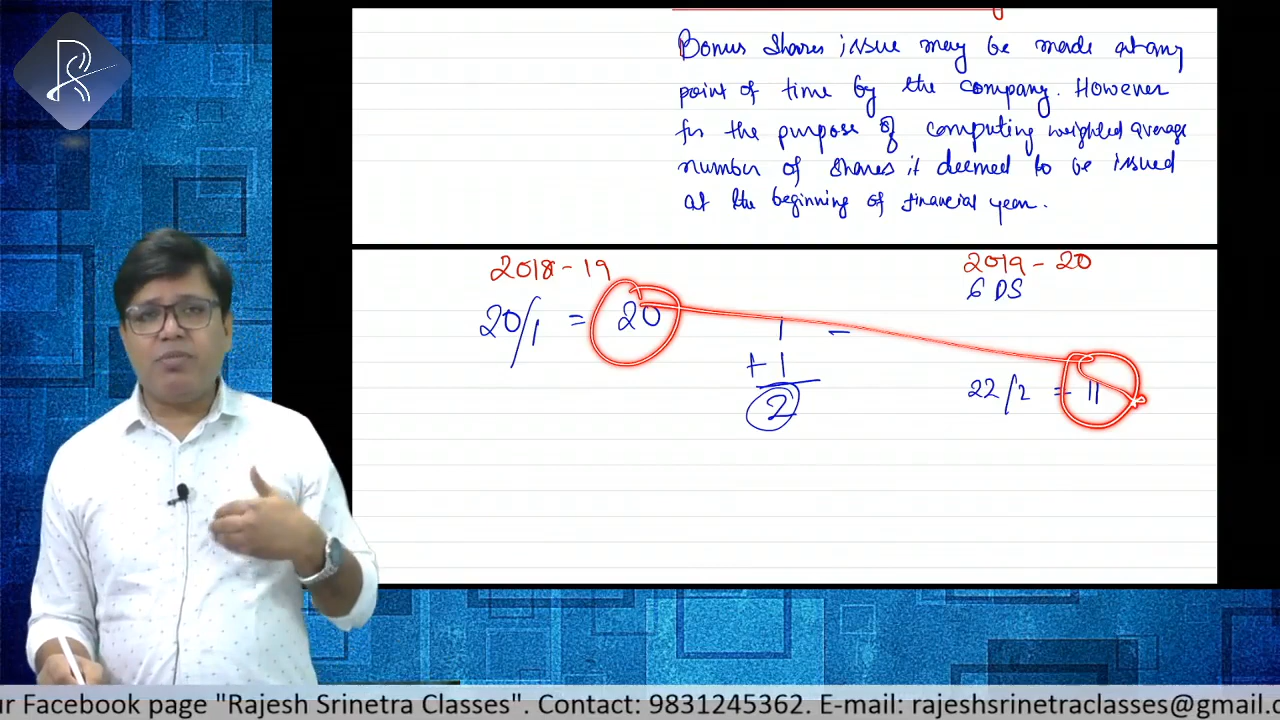 Bonus Shares issue may be made at any
point of time by the company. However
for the purpose of computing weighted average
number of shares it deemed to be issued
at the beginning of financial year.
2018-19
2019-20
EPS
20/1 = 20
1 -
+ 1
2
22/2 = 11
ur Facebook page "Rajesh Srinetra Classes". Contact: 9831245362. E-mail: rajeshsrinetraclasses@gmail.c